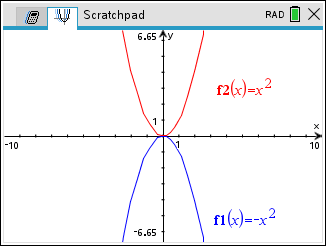 Scratchpad RAD
6.65 y
f2(x)=x²
1
x
-10 1 10
f1(x)=-x²
-6.65